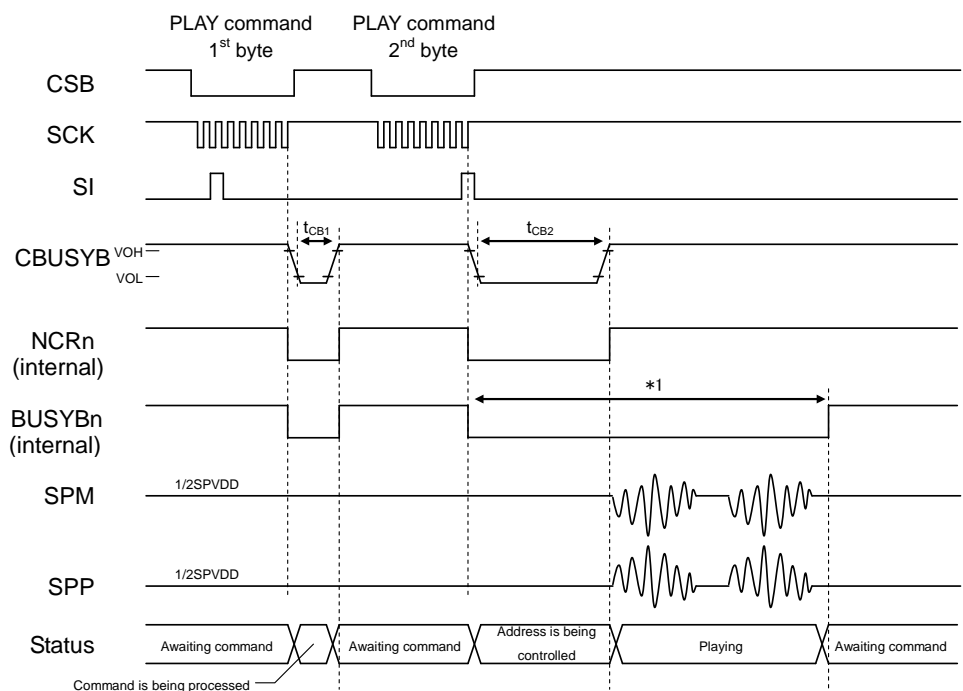 PLAY command PLAY command
1st byte 2nd byte
CSB
SCK
SI
tCB1 tCB2
CBUSYB VOH
VOL
NCRn
(internal)
*1
BUSYBn
(internal)
SPM 1/2SPVDD
SPP 1/2SPVDD
Status Awaiting command Awaiting command Address is being controlled Playing Awaiting command
Command is being processed